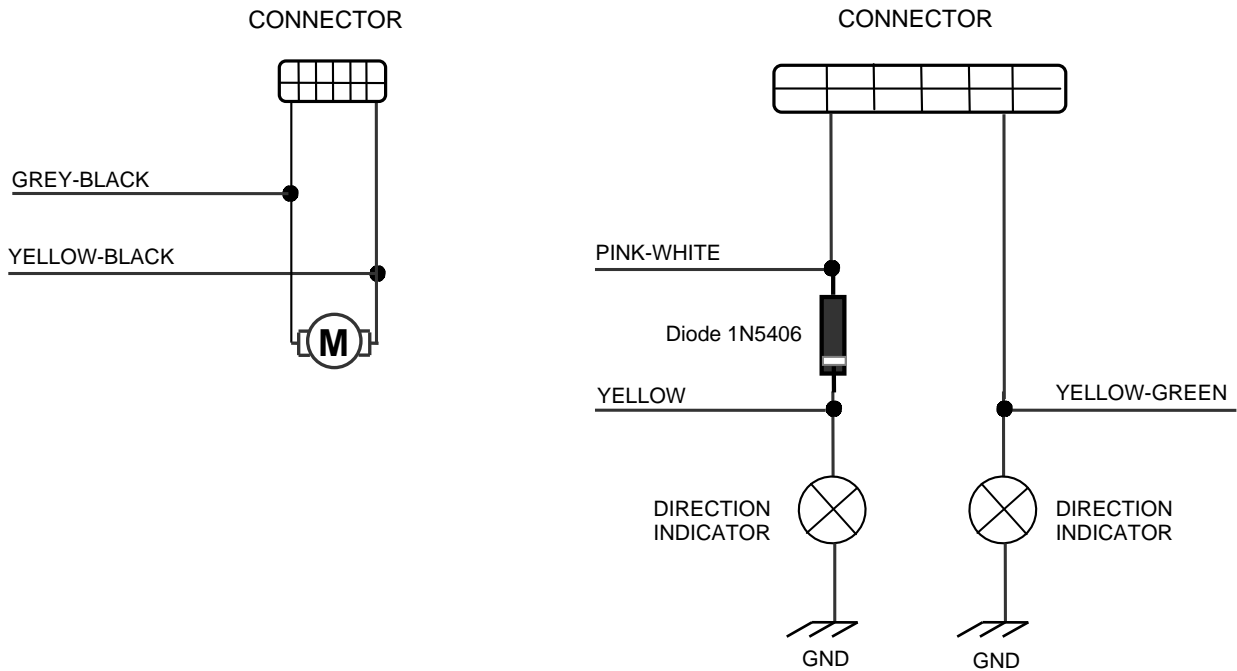 CONNECTOR
GREY-BLACK
YELLOW-BLACK
M
CONNECTOR
PINK-WHITE
Diode 1N5406
YELLOW
YELLOW-GREEN
DIRECTION
INDICATOR
DIRECTION
INDICATOR
GND
GND